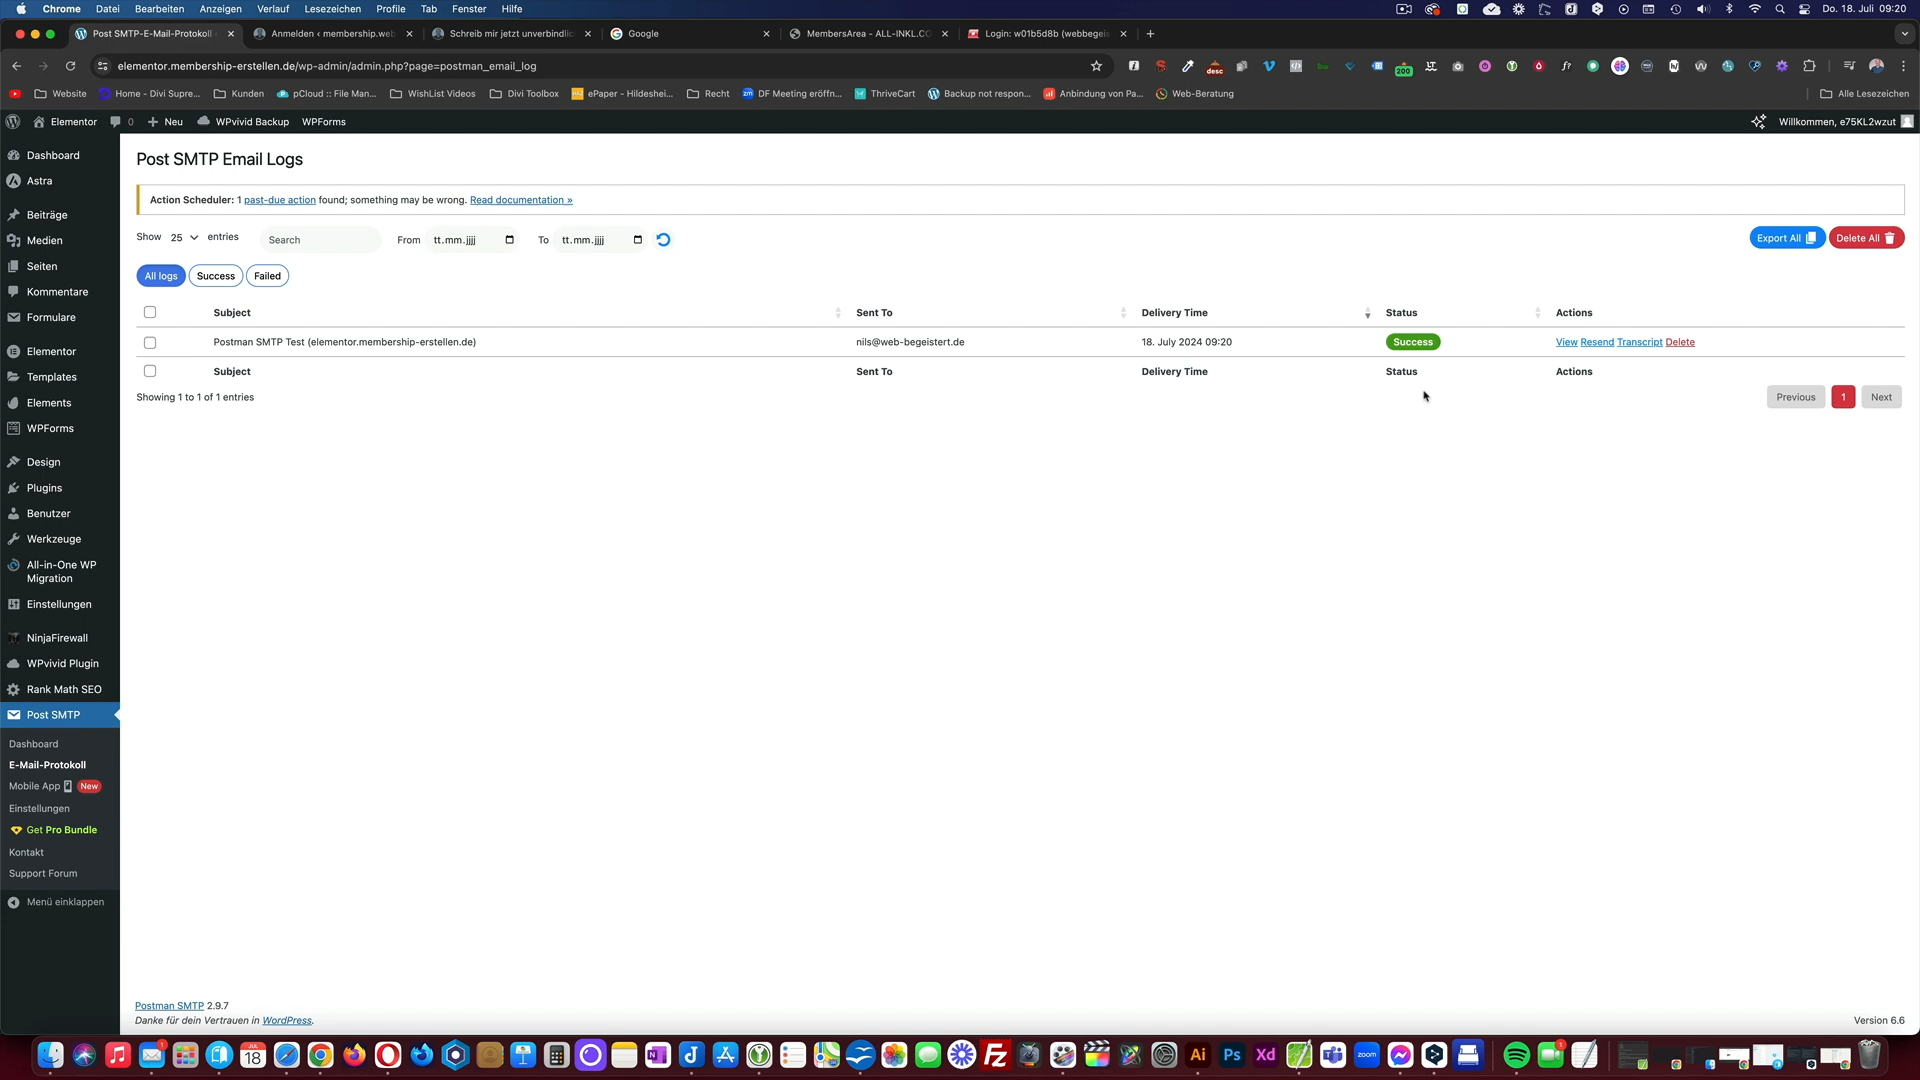 Chrome Datei Bearbeiten Anzeigen Verlauf Lesezeichen Profile Tab Fenster Hilfe Do. 18. Juli 09:20
Post SMTP-E-Mail-Protokoll Anmelden ‹ membership.web Schreib mir jetzt unverbindlic Google MembersArea - ALL-INKL.CO Login: w01b5d8b (webbegei
elementor.membership-erstellen.de/wp-admin/admin.php?page=postman_email_log
Website Home - Divi Supre... Kunden pCloud :: File Man... WishList Videos Divi Toolbox ePaper - Hildeshei... Recht DF Meeting eröffn... ThriveCart Backup not respon... Anbindung von Pa... Web-Beratung Alle Lesezeichen
Elementor 0 Neu WPvivid Backup WPForms Willkommen, e75KL2wzut
Dashboard
Astra
Beiträge
Medien
Seiten
Kommentare
Formulare
Elementor
Templates
Elements
WPForms
Design
Plugins
Benutzer
Werkzeuge
All-in-One WP
Migration
Einstellungen
NinjaFirewall
WPvivid Plugin
Rank Math SEO
Post SMTP
Dashboard
E-Mail-Protokoll
Mobile App New
Einstellungen
Get Pro Bundle
Kontakt
Support Forum
Menü einklappen
Post SMTP Email Logs
Action Scheduler: 1 past-due action found; something may be wrong. Read documentation »
Show 25 entries Search From tt.mm.jjjj To tt.mm.jjjj Export All Delete All
All logs Success Failed
Subject Sent To Delivery Time Status Actions
Postman SMTP Test (elementor.membership-erstellen.de) nils@web-begeistert.de 18. July 2024 09:20 Success View Resend Transcript Delete
Subject Sent To Delivery Time Status Actions
Showing 1 to 1 of 1 entries Previous 1 Next
Postman SMTP 2.9.7
Danke für dein Vertrauen in WordPress. Version 6.6